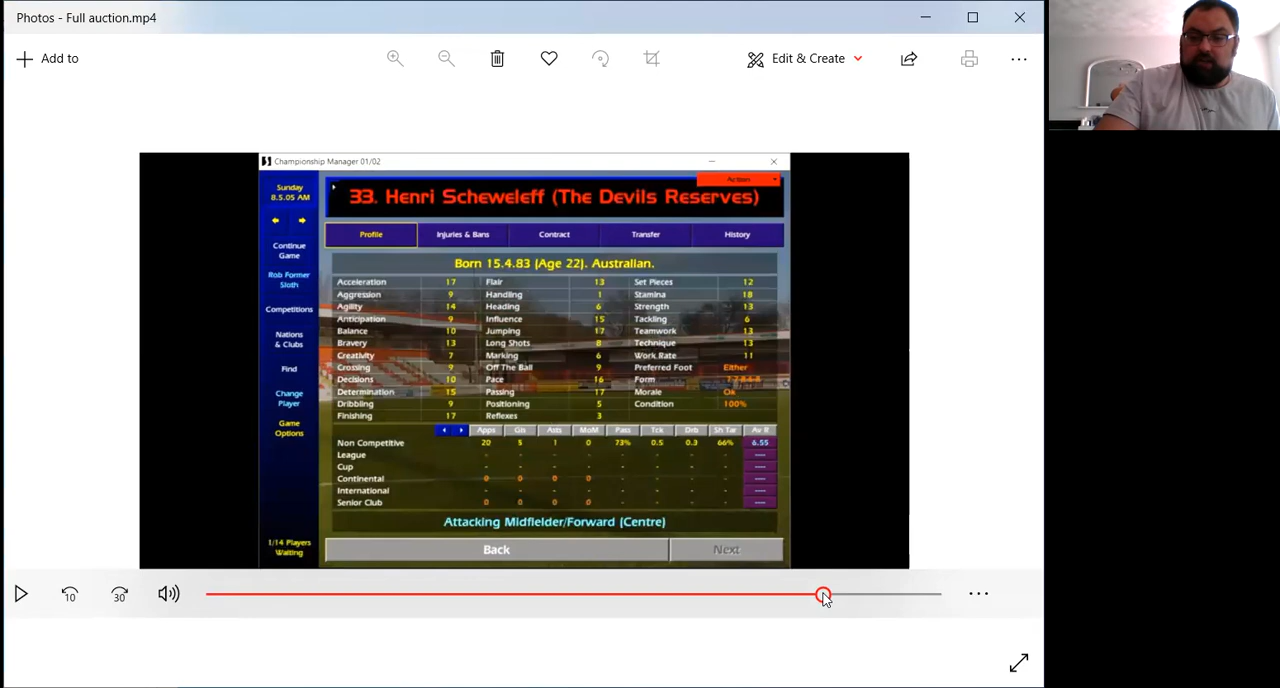 Photos - Full auction.mp4
Add to
Edit & Create
Championship Manager 01/02
Sunday
8.5.05 AM
Continue
Game
Rob Former
Sloth
Competitions
Nations
& Clubs
Find
Change
Player
Game
Options
1/14 Players
Waiting
Action
33. Henri Scheweleff (The Devils Reserves)
Profile Injuries & Bans Contract Transfer History
Born 15.4.83 (Age 22). Australian.
Acceleration 17 Flair 13 Set Pieces 12
Aggression 9 Handling 1 Stamina 18
Agility 14 Heading 6 Strength 13
Anticipation 9 Influence 15 Tackling 6
Balance 10 Jumping 17 Teamwork 13
Bravery 13 Long Shots 8 Technique 13
Creativity 7 Marking 6 Work Rate 11
Crossing 9 Off The Ball 9 Preferred Foot Either
Decisions 10 Pace 16 Form
Determination 15 Passing 17 Morale Ok
Dribbling 9 Positioning 5 Condition 100%
Finishing 17 Reflexes 3
Apps Gls Asts MoM Pass Tck Drb Sh Tar Av R
Non Competitive 20 5 1 0 73% 0.5 0.3 66% 6.55
League - - - - - - - - ----
Cup - - - - - - - - ----
Continental 0 0 0 0 - - - - ----
International - - - - - - - - ----
Senior Club 0 0 0 0 - - - - ----
Attacking Midfielder/Forward (Centre)
Back Next
10 30